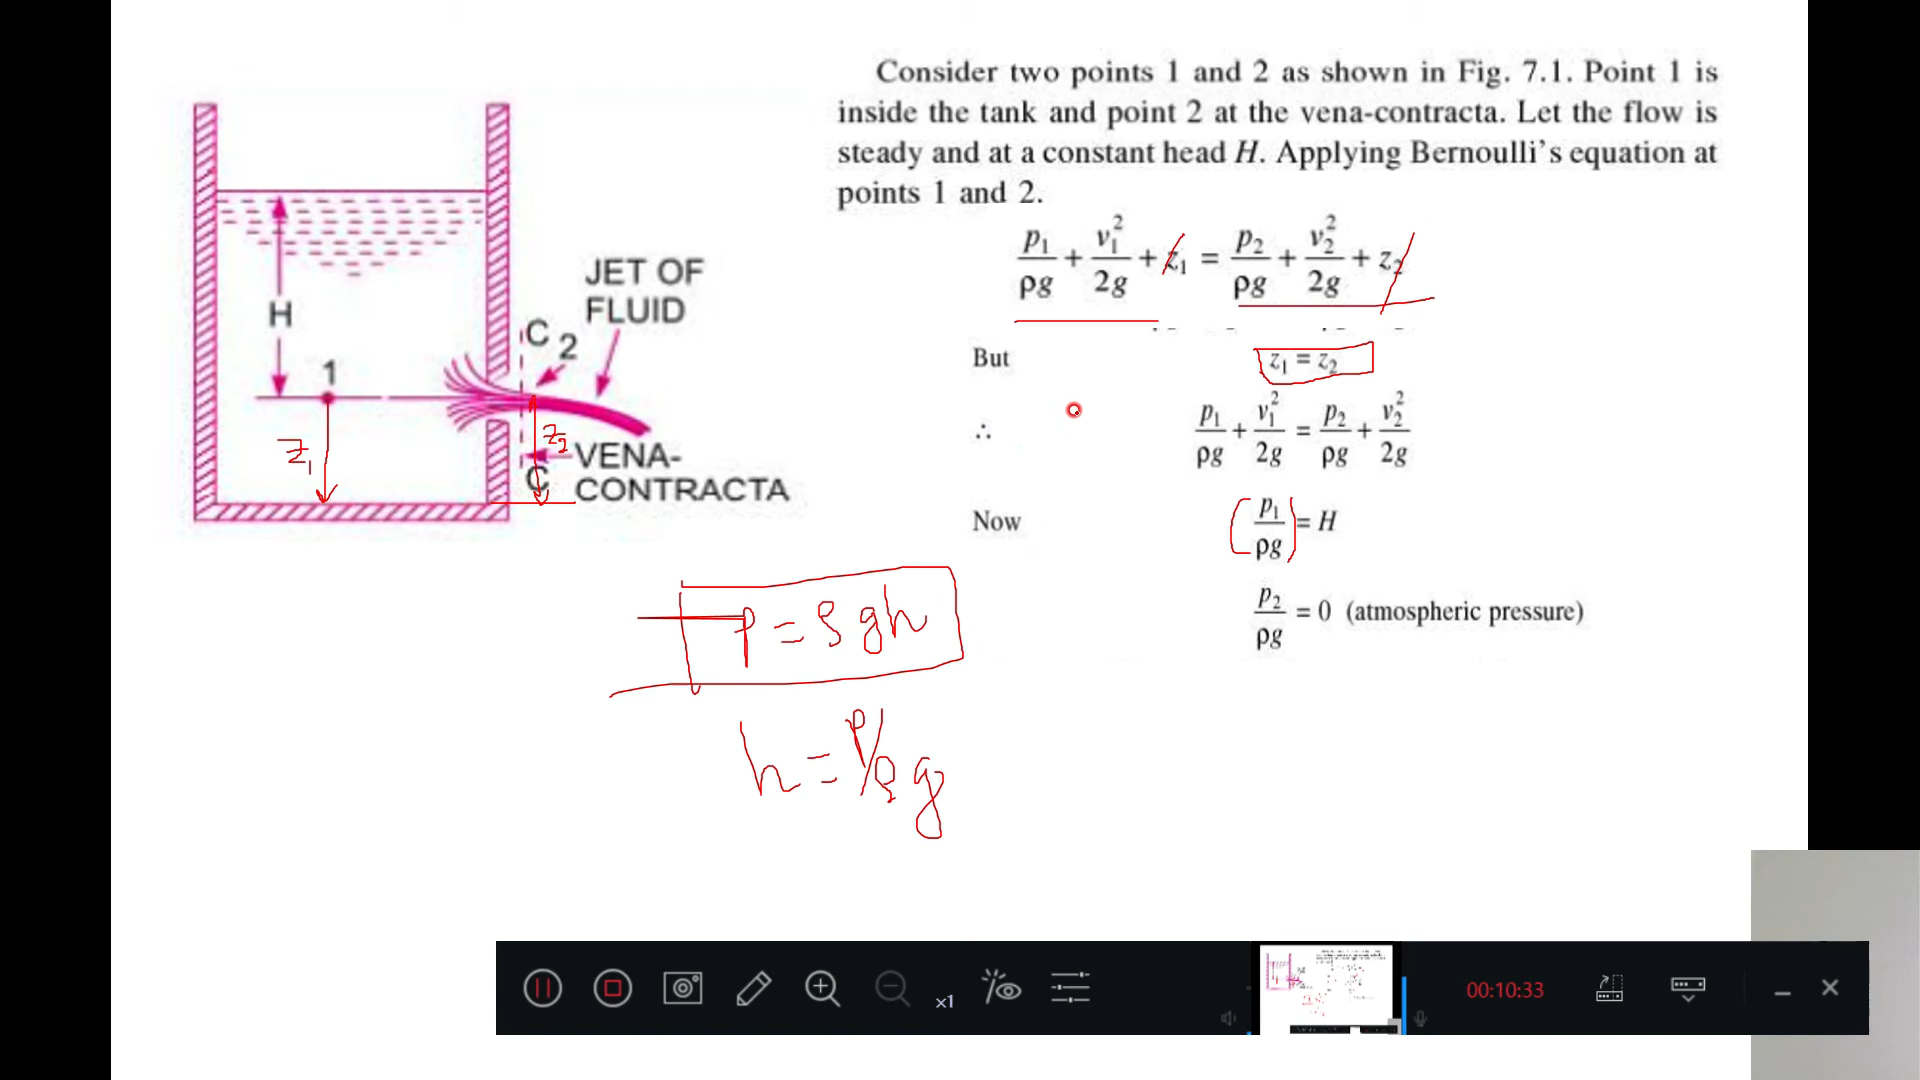 Consider two points 1 and 2 as shown in Fig. 7.1. Point 1 is
inside the tank and point 2 at the vena-contracta. Let the flow is
steady and at a constant head H. Applying Bernoulli's equation at
points 1 and 2.
p₁/ρg + v₁²/2g + z₁ = p₂/ρg + v₂²/2g + z₂
But z₁ = z₂
∴ p₁/ρg + v₁²/2g = p₂/ρg + v₂²/2g
Now (p₁/ρg) = H
p₂/ρg = 0 (atmospheric pressure)
H
1
JET OF
FLUID
C 2
Z₁
Z₂
C
VENA-
CONTRACTA
p = ρgh
h = p/ρg
x1
00:10:33